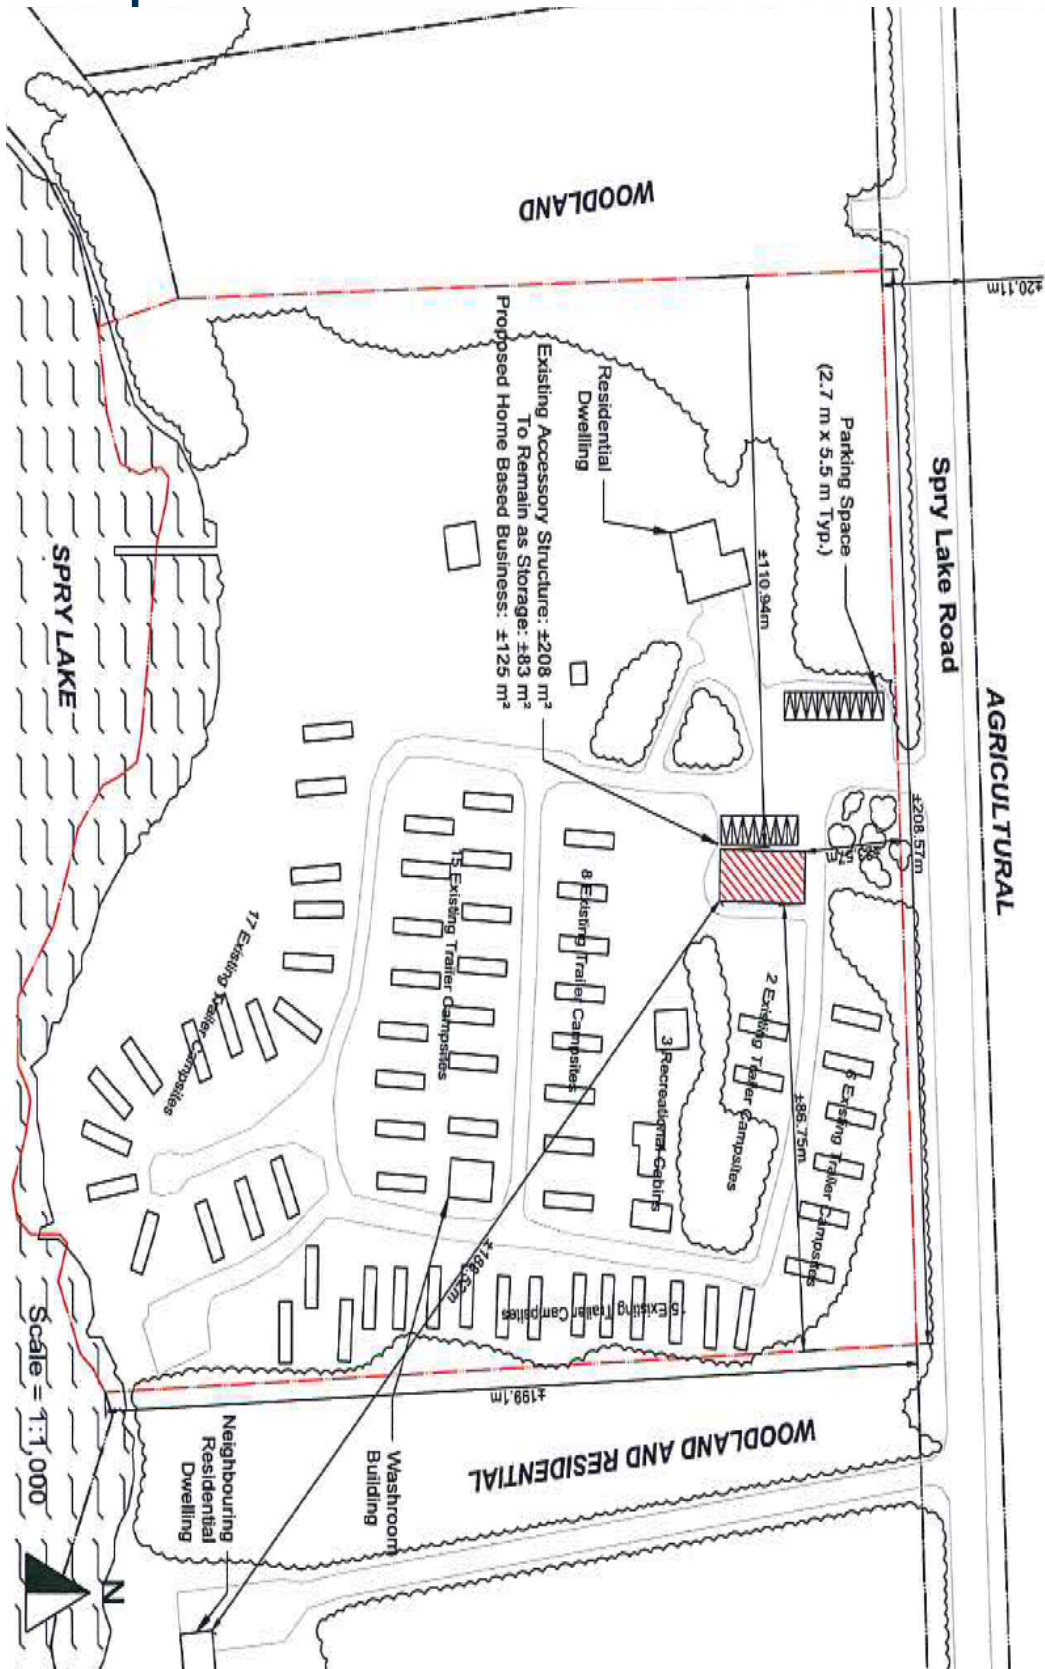 WOODLAND
±20.11m
Parking Space
(2.7 m x 5.5 m Typ.)
Spry Lake Road
AGRICULTURAL
Residential
Dwelling
Existing Accessory Structure: ±208 m²
To Remain as Storage: ±83 m²
Proposed Home Based Business: ±125 m²
±110.94m
±208.57m
SPRY LAKE
17 Existing Trailer Campsites
15 Existing Trailer Campsites
8 Existing Trailer Campsites
3 Recreational Cabins
2 Existing Trailer Campsites
6 Existing Trailer Campsites
±86.75m
Existing Trailer Campsites
±199.1m
WOODLAND AND RESIDENTIAL
Washroom
Building
Neighbouring
Residential
Dwelling
Scale = 1:1,000
N